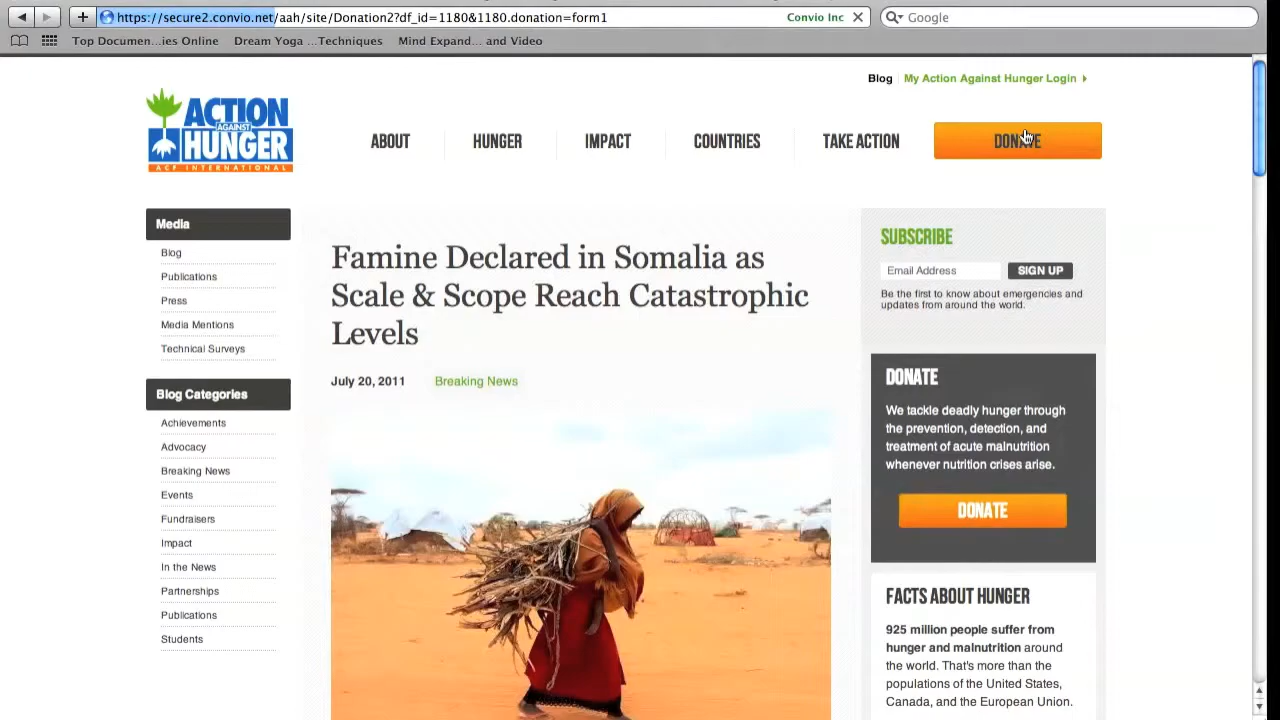 https://secure2.convio.net/aah/site/Donation2?df_id=1180&1180.donation=form1
Convio Inc
Google
Top Documen...ies Online
Dream Yoga ...Techniques
Mind Expand... and Video
Blog
My Action Against Hunger Login
ACTION
AGAINST
HUNGER
ACF INTERNATIONAL
ABOUT
HUNGER
IMPACT
COUNTRIES
TAKE ACTION
DONATE
Media
Blog
Publications
Press
Media Mentions
Technical Surveys
Blog Categories
Achievements
Advocacy
Breaking News
Events
Fundraisers
Impact
In the News
Partnerships
Publications
Students
Famine Declared in Somalia as
Scale & Scope Reach Catastrophic
Levels
July 20, 2011
Breaking News
SUBSCRIBE
Email Address
SIGN UP
Be the first to know about emergencies and
updates from around the world.
DONATE
We tackle deadly hunger through
the prevention, detection, and
treatment of acute malnutrition
whenever nutrition crises arise.
DONATE
FACTS ABOUT HUNGER
925 million people suffer from
hunger and malnutrition around
the world. That's more than the
populations of the United States,
Canada, and the European Union.